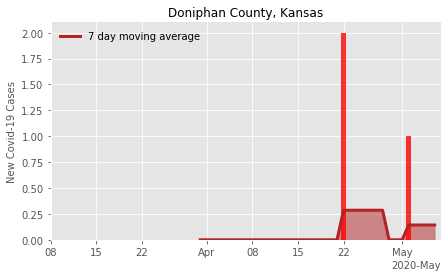 Doniphan County, Kansas
7 day moving average
New Covid-19 Cases
2.00
1.75
1.50
1.25
1.00
0.75
0.50
0.25
0.00
08 15 22 Apr 08 15 22 May
2020-May